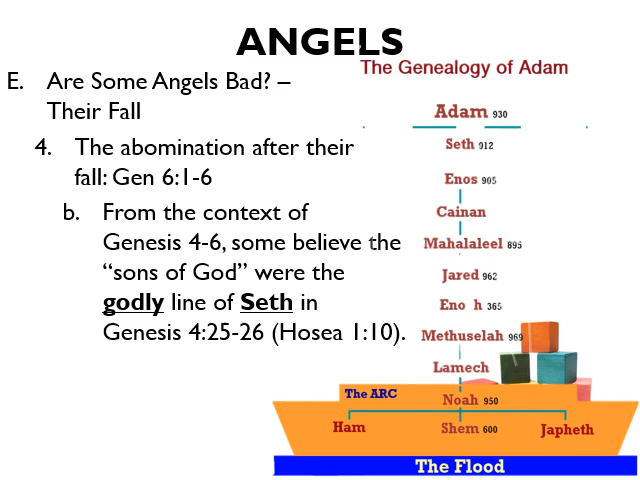 ANGELS
E. Are Some Angels Bad? –
Their Fall
4. The abomination after their
fall: Gen 6:1-6
b. From the context of
Genesis 4-6, some believe the
“sons of God” were the
godly line of Seth in
Genesis 4:25-26 (Hosea 1:10).
The Genealogy of Adam
Adam 930
Seth 912
Enos 905
Cainan
Mahalaleel 895
Jared 962
Eno h 365
Methuselah 969
Lamech
The ARC
Noah 950
Ham Shem 600 Japheth
The Flood